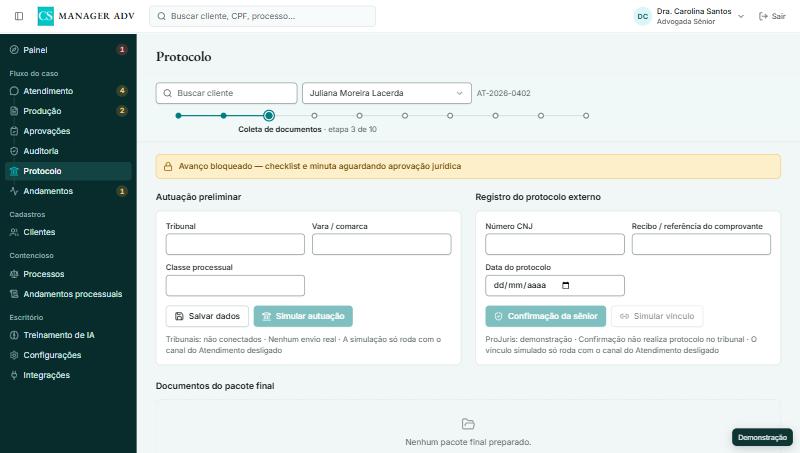 CS MANAGER ADV
Buscar cliente, CPF, processo...
DC
Dra. Carolina Santos
Advogada Sênior
Sair
Painel 1
Fluxo do caso
Atendimento 4
Produção 2
Aprovações
Auditoria
Protocolo
Andamentos 1
Cadastros
Clientes
Contencioso
Processos
Andamentos processuais
Escritório
Treinamento de IA
Configurações
Integrações
Protocolo
Buscar cliente
Juliana Moreira Lacerda
AT-2026-0402
Coleta de documentos · etapa 3 de 10
Avanço bloqueado — checklist e minuta aguardando aprovação jurídica
Autuação preliminar
Tribunal
Vara / comarca
Classe processual
Salvar dados
Simular autuação
Tribunais: não conectados · Nenhum envio real · A simulação só roda com o
canal do Atendimento desligado
Registro do protocolo externo
Número CNJ
Recibo / referência do comprovante
Data do protocolo
dd/mm/aaaa
Confirmação da sênior
Simular vínculo
ProJuris: demonstração · Confirmação não realiza protocolo no tribunal · O
vínculo simulado só roda com o canal do Atendimento desligado
Documentos do pacote final
Nenhum pacote final preparado.
Demonstração